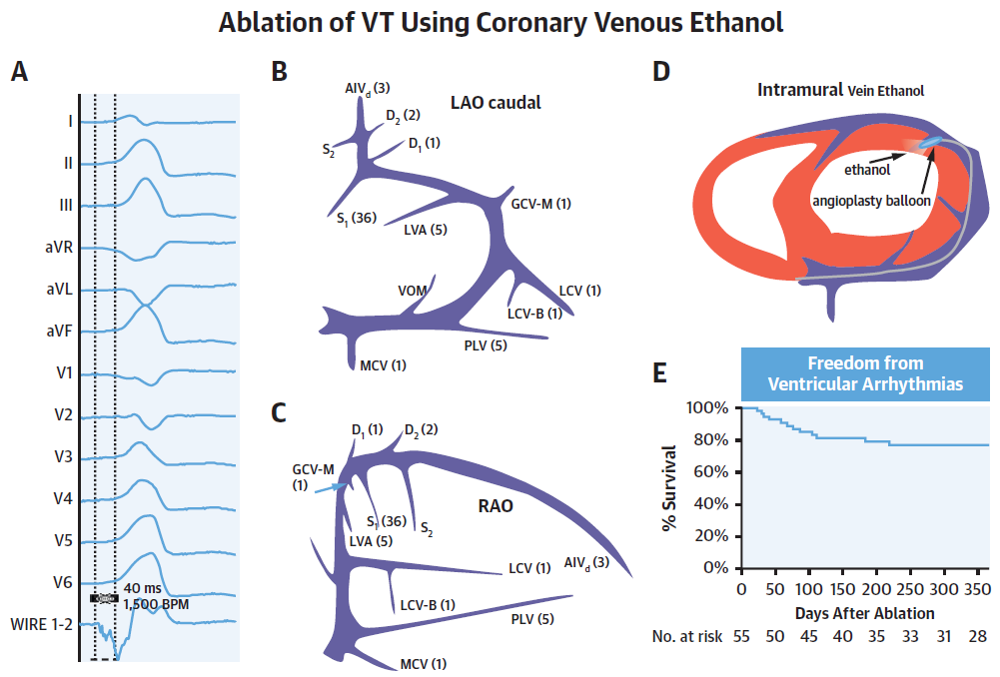 Ablation of VT Using Coronary Venous Ethanol
A
I
II
III
aVR
aVL
aVF
V1
V2
V3
V4
V5
V6
40 ms
1,500 BPM
WIRE 1-2
B
LAO caudal
AIVd (3)
D2 (2)
S2
D1 (1)
S1 (36)
LVA (5)
GCV-M (1)
VOM
LCV (1)
LCV-B (1)
PLV (5)
MCV (1)
C
RAO
D1 (1)
D2 (2)
GCV-M
(1)
S1 (36)
S2
LVA (5)
LCV (1)
AIVd (3)
LCV-B (1)
PLV (5)
MCV (1)
D
Intramural Vein Ethanol
ethanol
angioplasty balloon
E
Freedom from
Ventricular Arrhythmias
% Survival
100%
80%
60%
40%
20%
0%
0 50 100 150 200 250 300 350
Days After Ablation
No. at risk 55 50 45 40 35 33 31 28